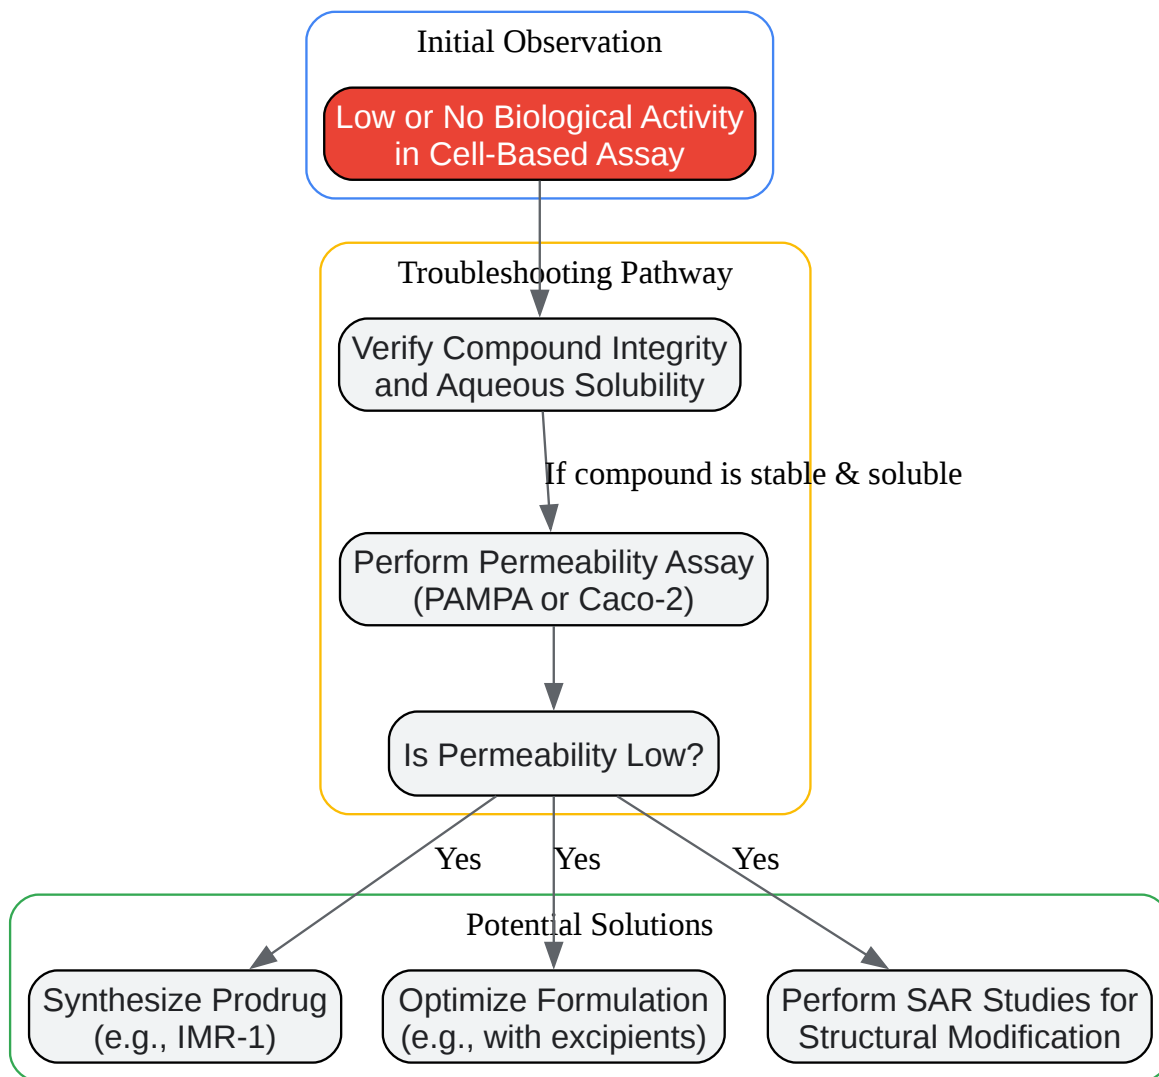 Initial Observation
Low or No Biological Activity
in Cell-Based Assay
Troubleshooting Pathway
Verify Compound Integrity
and Aqueous Solubility
If compound is stable & soluble
Perform Permeability Assay
(PAMPA or Caco-2)
Is Permeability Low?
Yes
Yes
Yes
Potential Solutions
Synthesize Prodrug
(e.g., IMR-1)
Optimize Formulation
(e.g., with excipients)
Perform SAR Studies for
Structural Modification